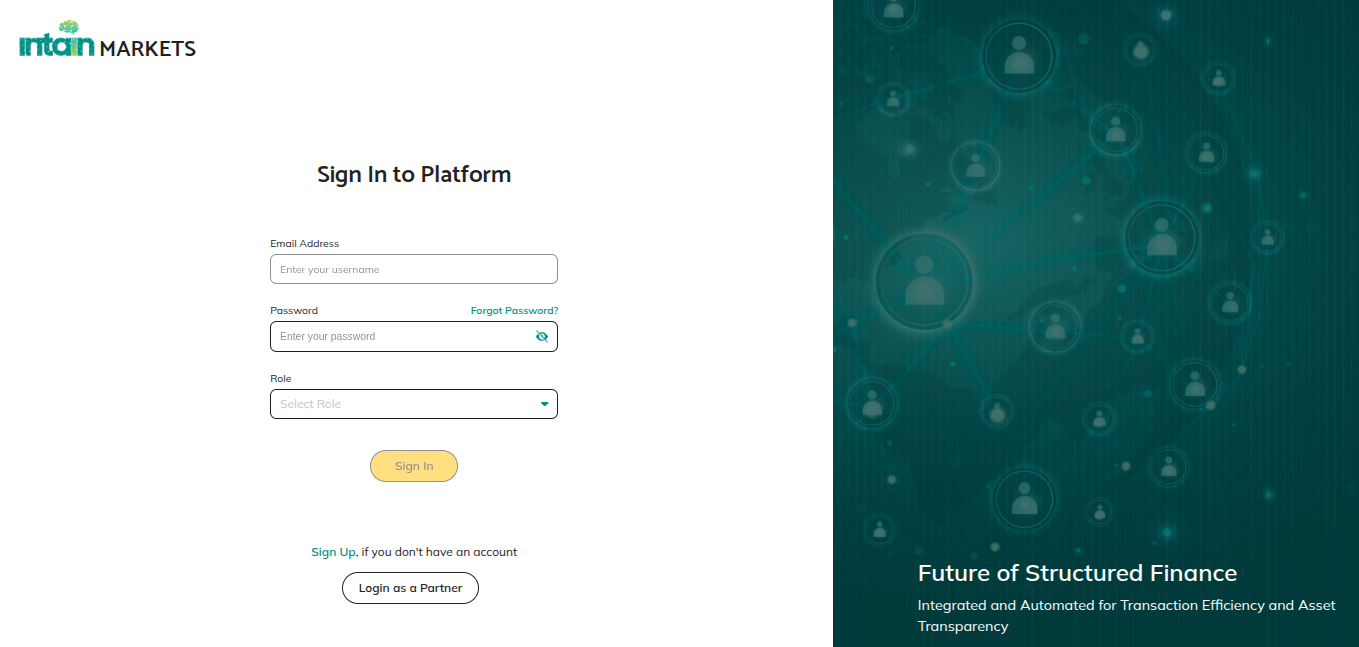 intain MARKETS
Sign In to Platform
Email Address
Enter your username
Password Forgot Password?
Enter your password
Role
Select Role
Sign In
Sign Up, if you don't have an account
Login as a Partner
Future of Structured Finance
Integrated and Automated for Transaction Efficiency and Asset
Transparency